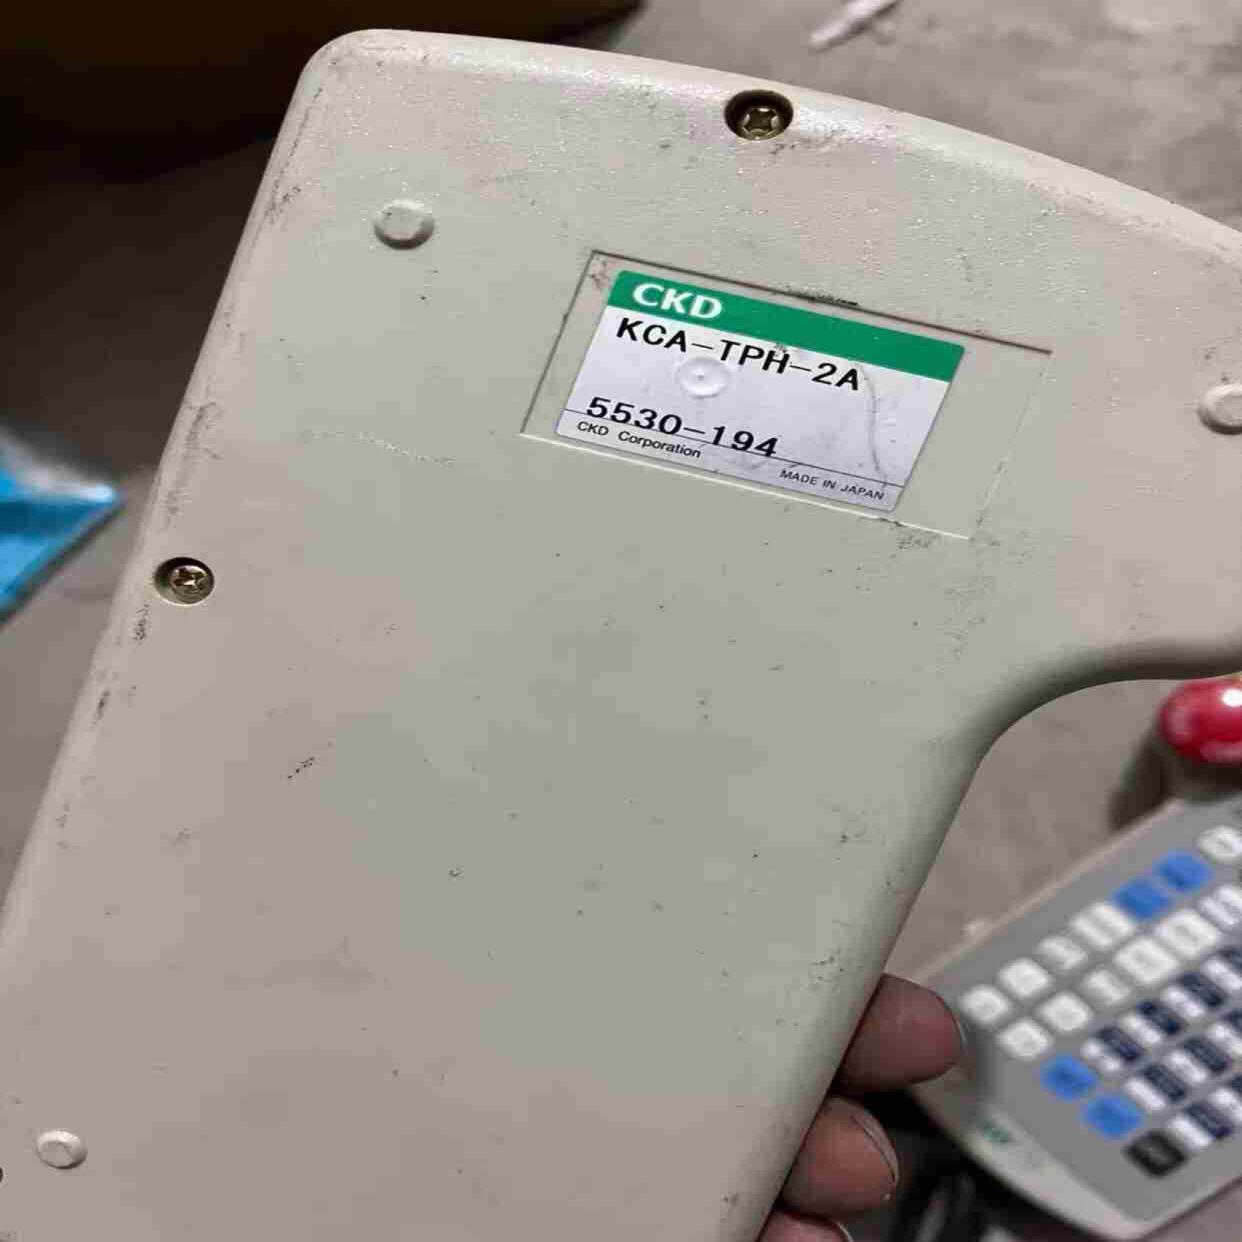 CKD
KCA-TPH-2A
5530-194
CKD Corporation
MADE IN JAPAN